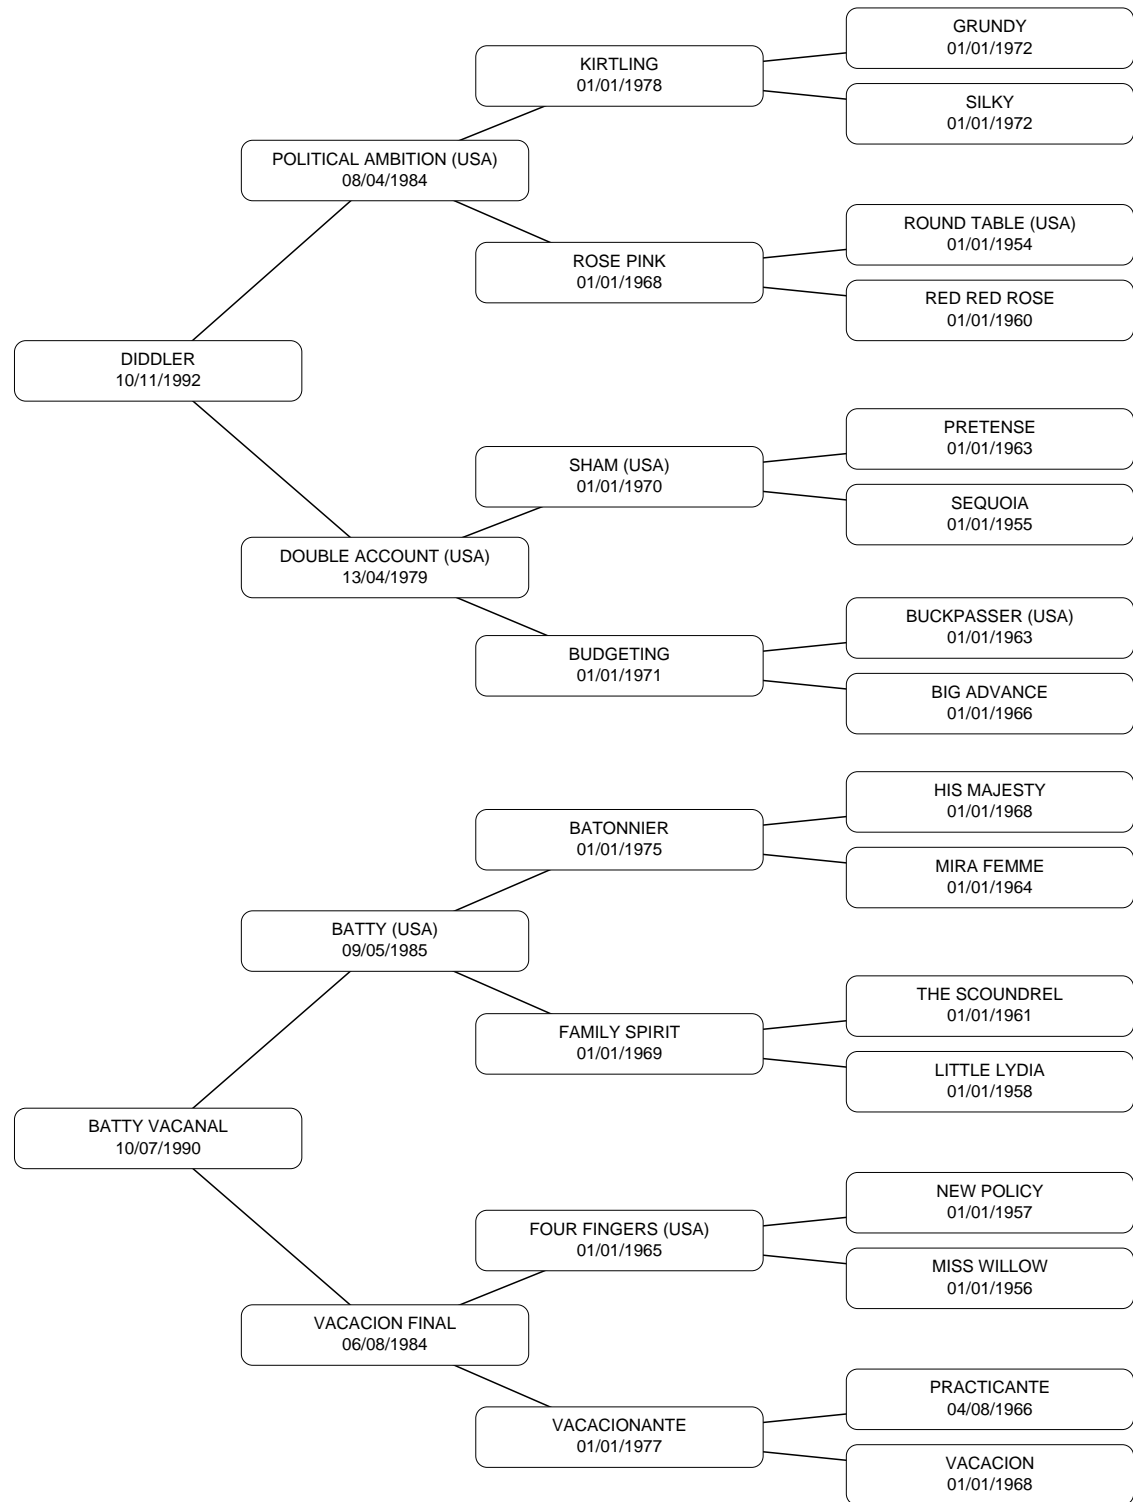 GRUNDY
01/01/1972
KIRTLING
01/01/1978
SILKY
01/01/1972
POLITICAL AMBITION (USA)
08/04/1984
ROUND TABLE (USA)
01/01/1954
ROSE PINK
01/01/1968
RED RED ROSE
01/01/1960
DIDDLER
10/11/1992
PRETENSE
01/01/1963
SHAM (USA)
01/01/1970
SEQUOIA
01/01/1955
DOUBLE ACCOUNT (USA)
13/04/1979
BUCKPASSER (USA)
01/01/1963
BUDGETING
01/01/1971
BIG ADVANCE
01/01/1966
HIS MAJESTY
01/01/1968
BATONNIER
01/01/1975
MIRA FEMME
01/01/1964
BATTY (USA)
09/05/1985
THE SCOUNDREL
01/01/1961
FAMILY SPIRIT
01/01/1969
LITTLE LYDIA
01/01/1958
BATTY VACANAL
10/07/1990
NEW POLICY
01/01/1957
FOUR FINGERS (USA)
01/01/1965
MISS WILLOW
01/01/1956
VACACION FINAL
06/08/1984
PRACTICANTE
04/08/1966
VACACIONANTE
01/01/1977
VACACION
01/01/1968